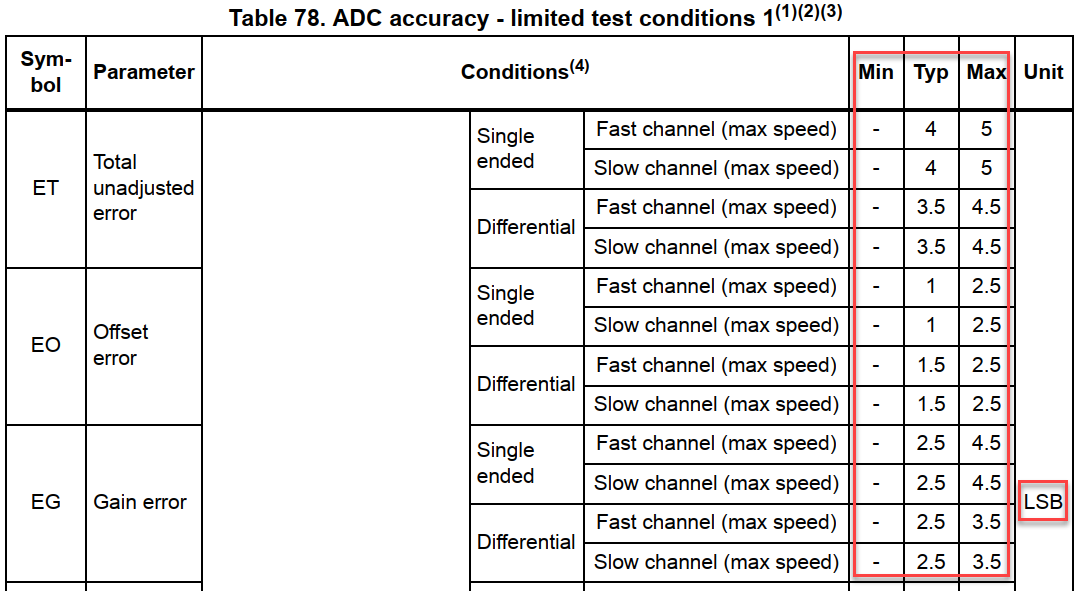 Table 78. ADC accuracy - limited test conditions 1(1)(2)(3)
Sym-
bol
Parameter
Conditions(4)
Min Typ Max Unit
ET
Total
unadjusted
error
Single
ended
Fast channel (max speed) - 4 5
Slow channel (max speed) - 4 5
Differential
Fast channel (max speed) - 3.5 4.5
Slow channel (max speed) - 3.5 4.5
EO
Offset
error
Single
ended
Fast channel (max speed) - 1 2.5
Slow channel (max speed) - 1 2.5
Differential
Fast channel (max speed) - 1.5 2.5
Slow channel (max speed) - 1.5 2.5
EG
Gain error
Single
ended
Fast channel (max speed) - 2.5 4.5
Slow channel (max speed) - 2.5 4.5
Differential
Fast channel (max speed) - 2.5 3.5
Slow channel (max speed) - 2.5 3.5
LSB